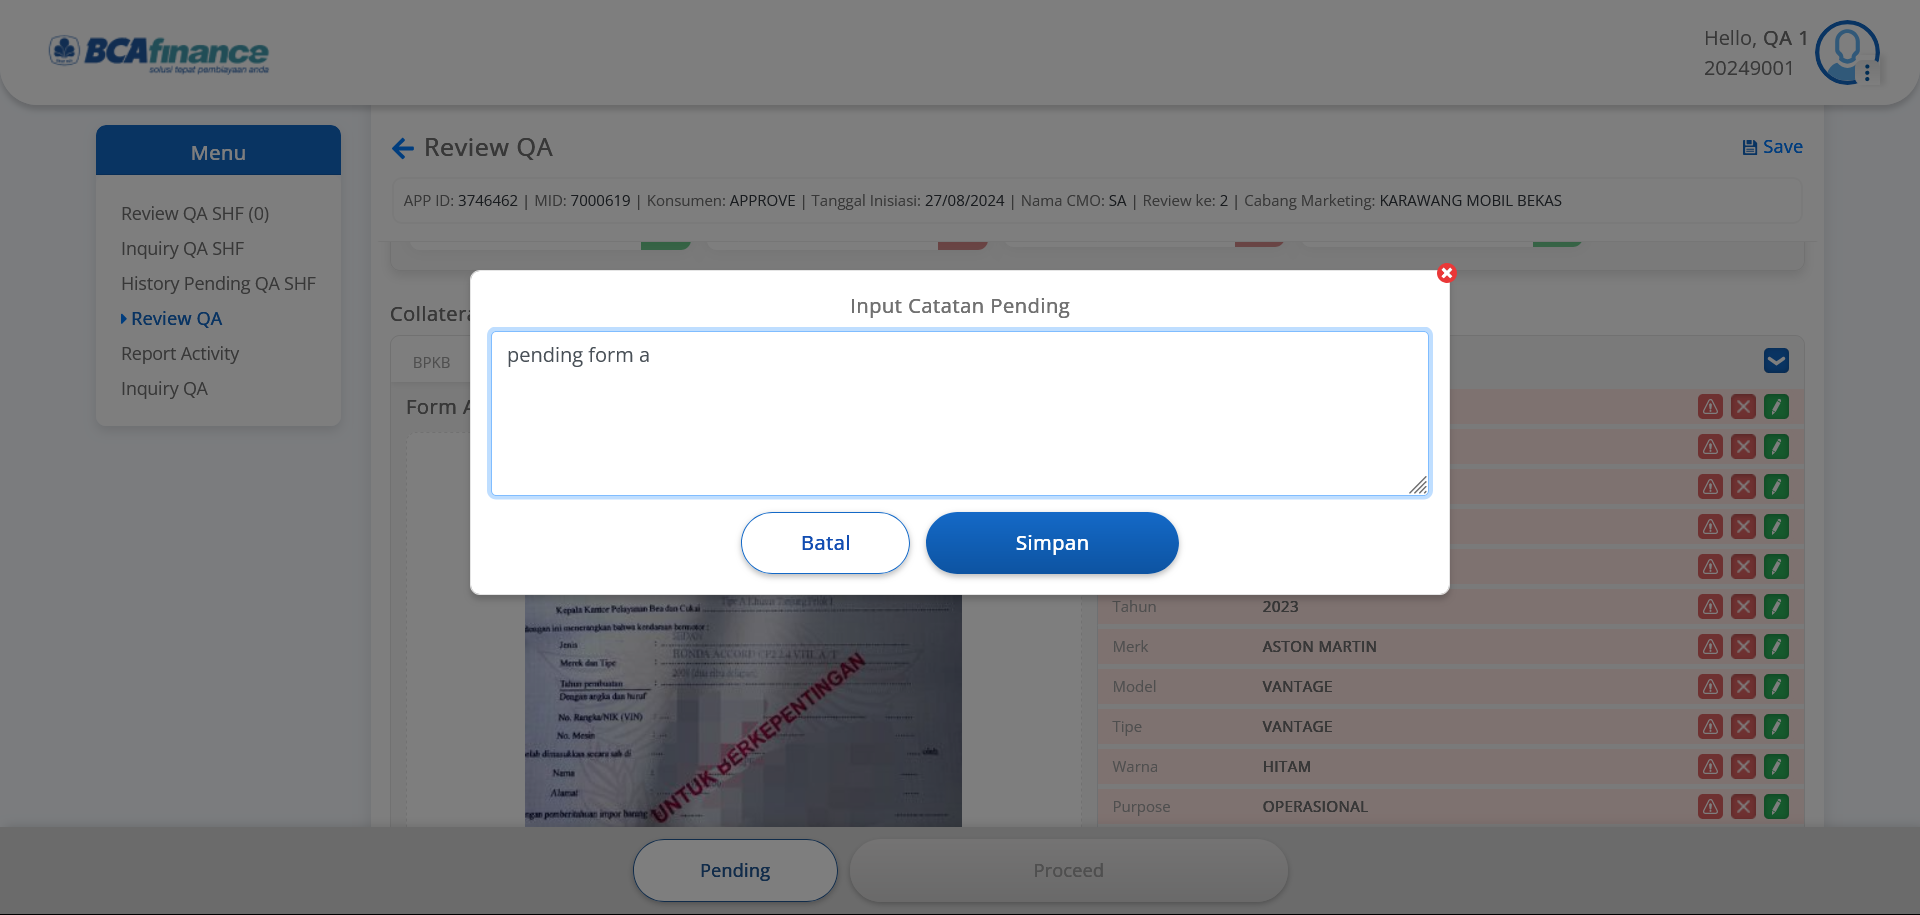 BCAfinance
solusi tepat pembiayaan anda
Hello, QA 1
20249001
Menu
Review QA SHF (0)
Inquiry QA SHF
History Pending QA SHF
Review QA
Report Activity
Inquiry QA
Review QA
Save
APP ID: 3746462 | MID: 7000619 | Konsumen: APPROVE | Tanggal Inisiasi: 27/08/2024 | Nama CMO: SA | Review ke: 2 | Cabang Marketing: KARAWANG MOBIL BEKAS
Input Catatan Pending
pending form a
Batal
Simpan
Collatera
BPKB
Form A
Kepala Kantor Pelayanan Bea dan Cukai
dengan ini menerangkan bahwa kendaraan bermotor :
Jenis : SEDAN
Merek dan Tipe : HONDA ACCORD CP2 2.4 VTIL A/T
Tahun pembuatan
Dengan angka dan huruf
No. Rangka/NIK (VIN)
No. Mesin
elah dimasukkan secara sah di
oleh
Nama :
Alamat :
ngan pemberitahuan impor barang
UNTUK BERKEPENTINGAN
Tahun 2023
Merk ASTON MARTIN
Model VANTAGE
Tipe VANTAGE
Warna HITAM
Purpose OPERASIONAL
Pending
Proceed